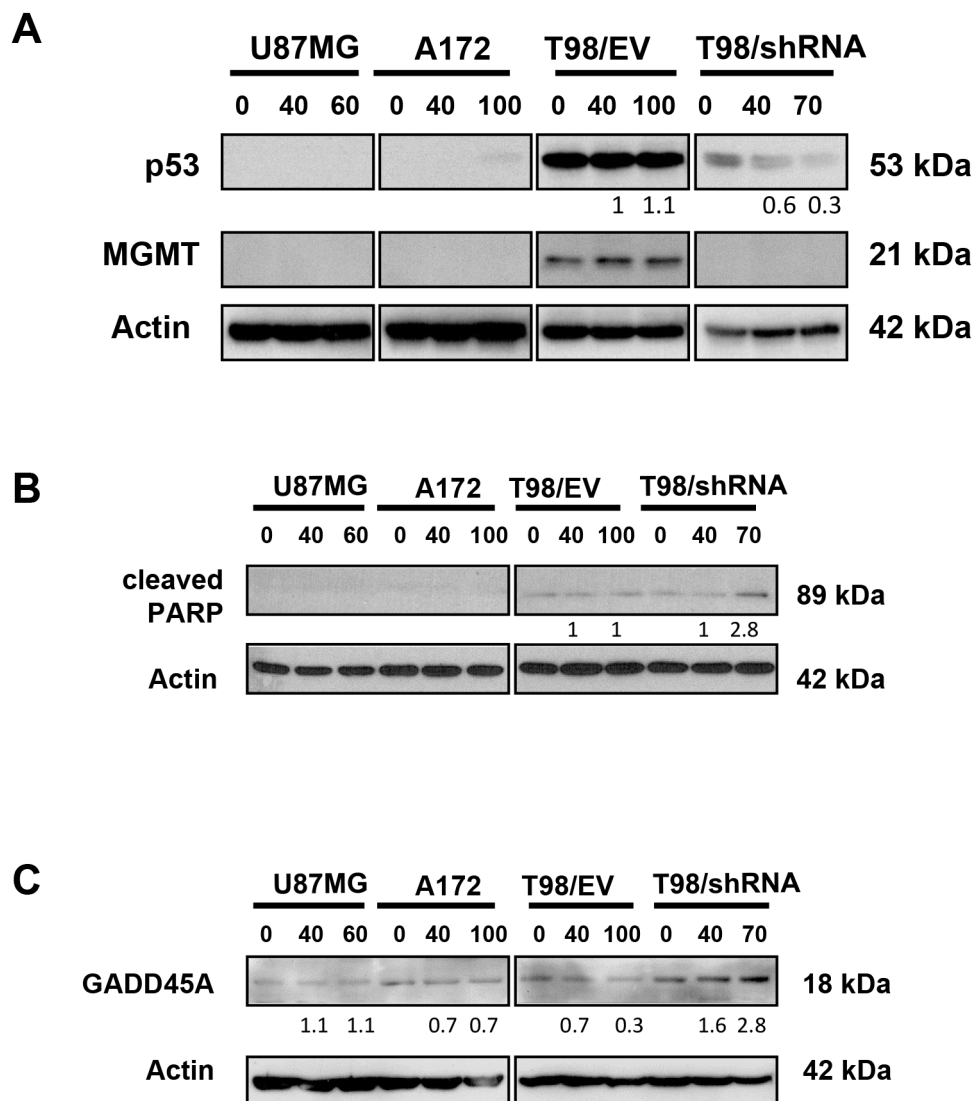 A
U87MG A172 T98/EV T98/shRNA
0 40 60 0 40 100 0 40 100 0 40 70
p53 53 kDa
1 1.1 0.6 0.3
MGMT 21 kDa
Actin 42 kDa
B
U87MG A172 T98/EV T98/shRNA
0 40 60 0 40 100 0 40 100 0 40 70
cleaved
PARP 89 kDa
1 1 1 2.8
Actin 42 kDa
C
U87MG A172 T98/EV T98/shRNA
0 40 60 0 40 100 0 40 100 0 40 70
GADD45A 18 kDa
1.1 1.1 0.7 0.7 0.7 0.3 1.6 2.8
Actin 42 kDa